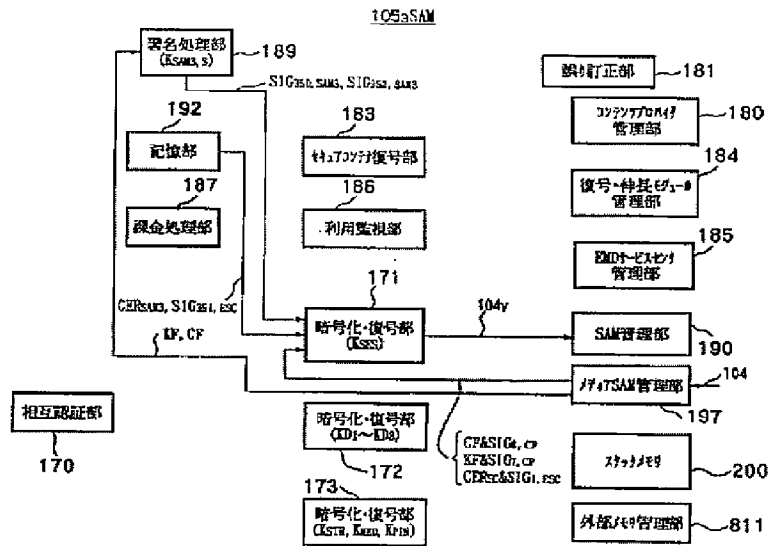 105aSAM
署名処理部
(KSAM3,S)
189
SIG350,SAM3, SIG352,SAM3
誤り訂正部
181
192
記憶部
183
セキュアコンテナ復号部
コンテンツプロバイダ
管理部
180
187
課金処理部
186
利用監視部
復号・伸長モジュール
管理部
184
EMDサービスセンタ
管理部
185
CERSAM3, SIG351,ESC
KF, CF
171
暗号化・復号部
(KSES)
104y
SAM管理部
190
メディアSAM管理部
104
197
相互認証部
170
暗号化・復号部
(KD1～KD3)
172
CF&SIG6,CP
KF&SIG7,CP
CERCP&SIG1,ESC
スタックメモリ
200
173
暗号化・復号部
(KSTR, KMED, KPIN)
外部メモリ管理部
811